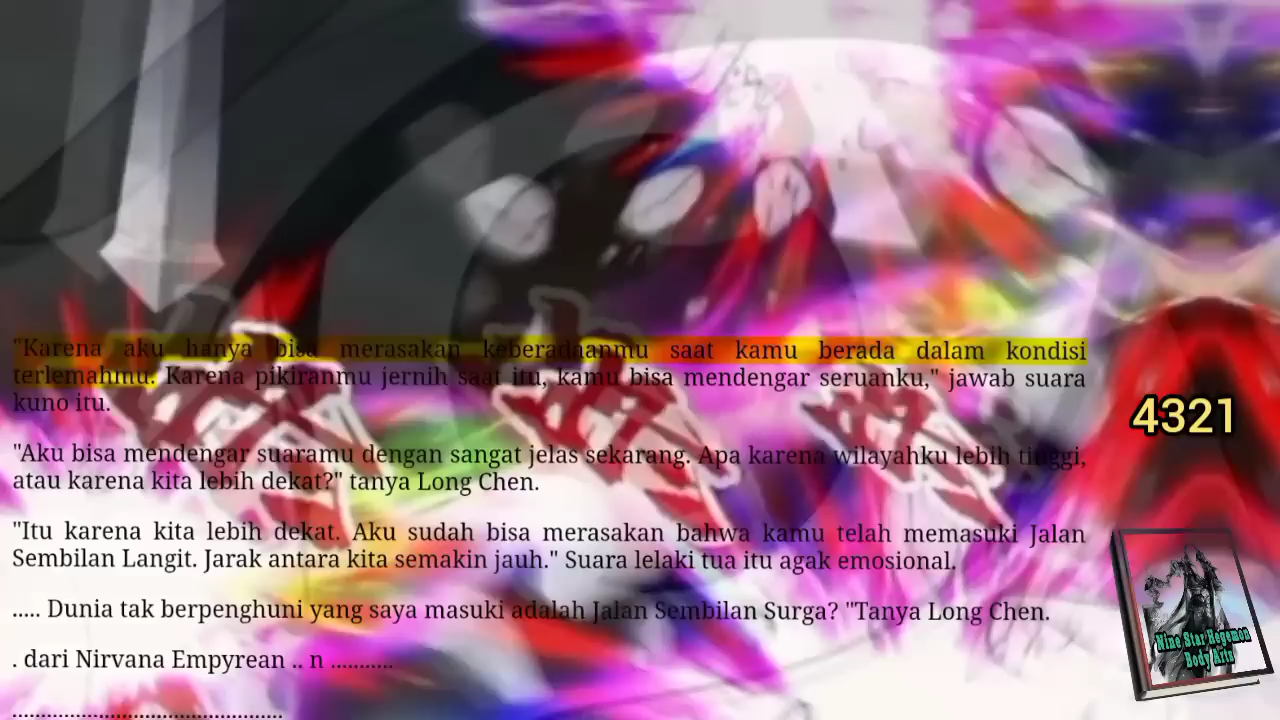 "Karena aku hanya bisa merasakan keberadaanmu saat kamu berada dalam kondisi
terlemahmu. Karena pikiranmu jernih saat itu, kamu bisa mendengar seruanku," jawab suara
kuno itu.
"Aku bisa mendengar suaramu dengan sangat jelas sekarang. Apa karena wilayahku lebih tinggi,
atau karena kita lebih dekat?" tanya Long Chen.
"Itu karena kita lebih dekat. Aku sudah bisa merasakan bahwa kamu telah memasuki Jalan
Sembilan Langit. Jarak antara kita semakin jauh." Suara lelaki tua itu agak emosional.
..... Dunia tak berpenghuni yang saya masuki adalah Jalan Sembilan Surga? "Tanya Long Chen.
. dari Nirvana Empyrean .. n ...........
................................................
4321
Nine Star Hegemon
Body Arts